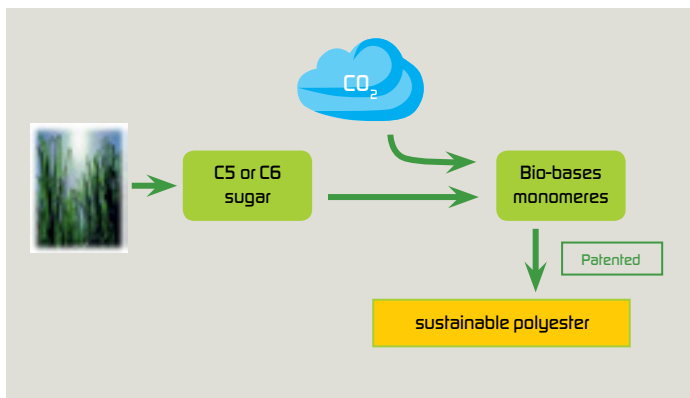 CO₂
C5 or C6
sugar
Bio-bases
monomeres
Patented
sustainable polyester